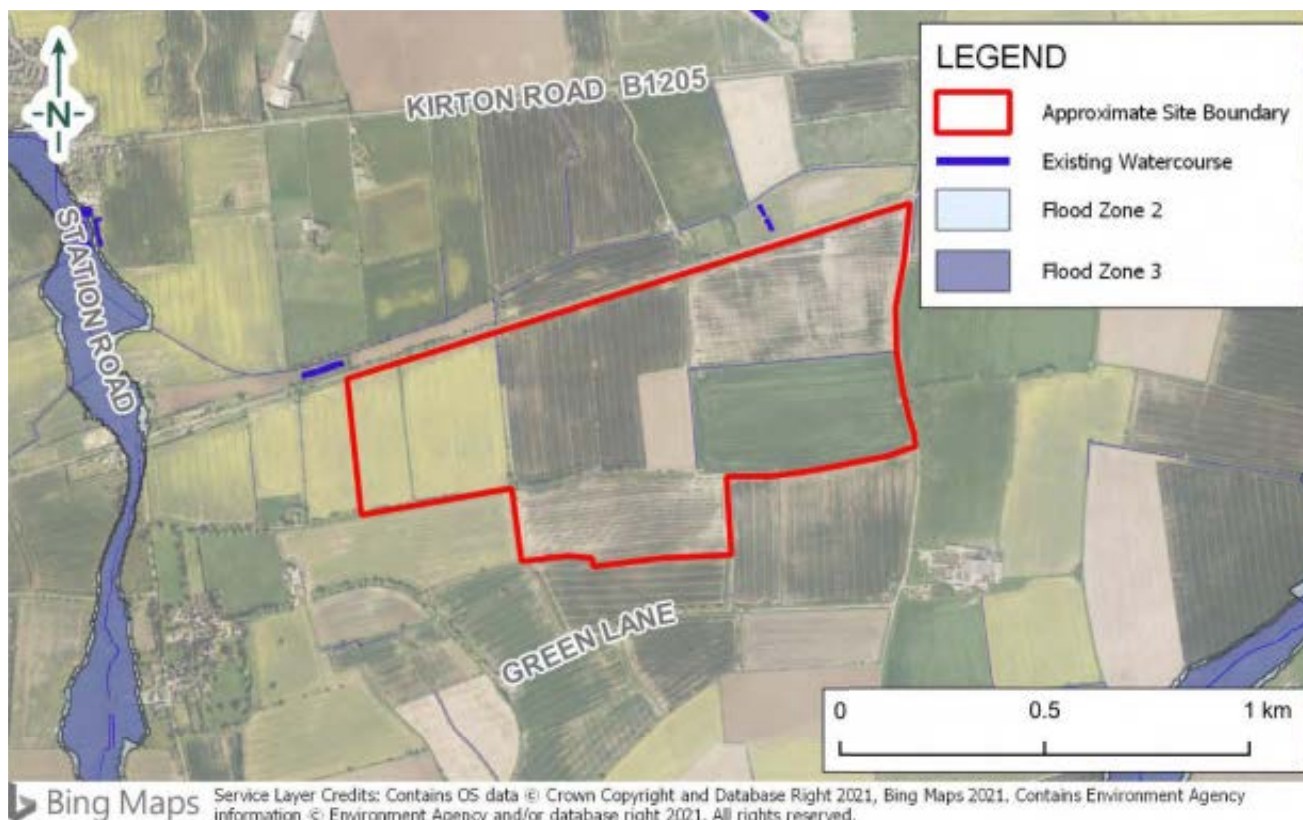 N
KIRTON ROAD B1205
STATION ROAD
GREEN LANE
LEGEND
Approximate Site Boundary
Existing Watercourse
Flood Zone 2
Flood Zone 3
0 0.5 1 km
Bing Maps
Service Layer Credits: Contains OS data © Crown Copyright and Database Right 2021, Bing Maps 2021. Contains Environment Agency
information © Environment Agency and/or database right 2021. All rights reserved.